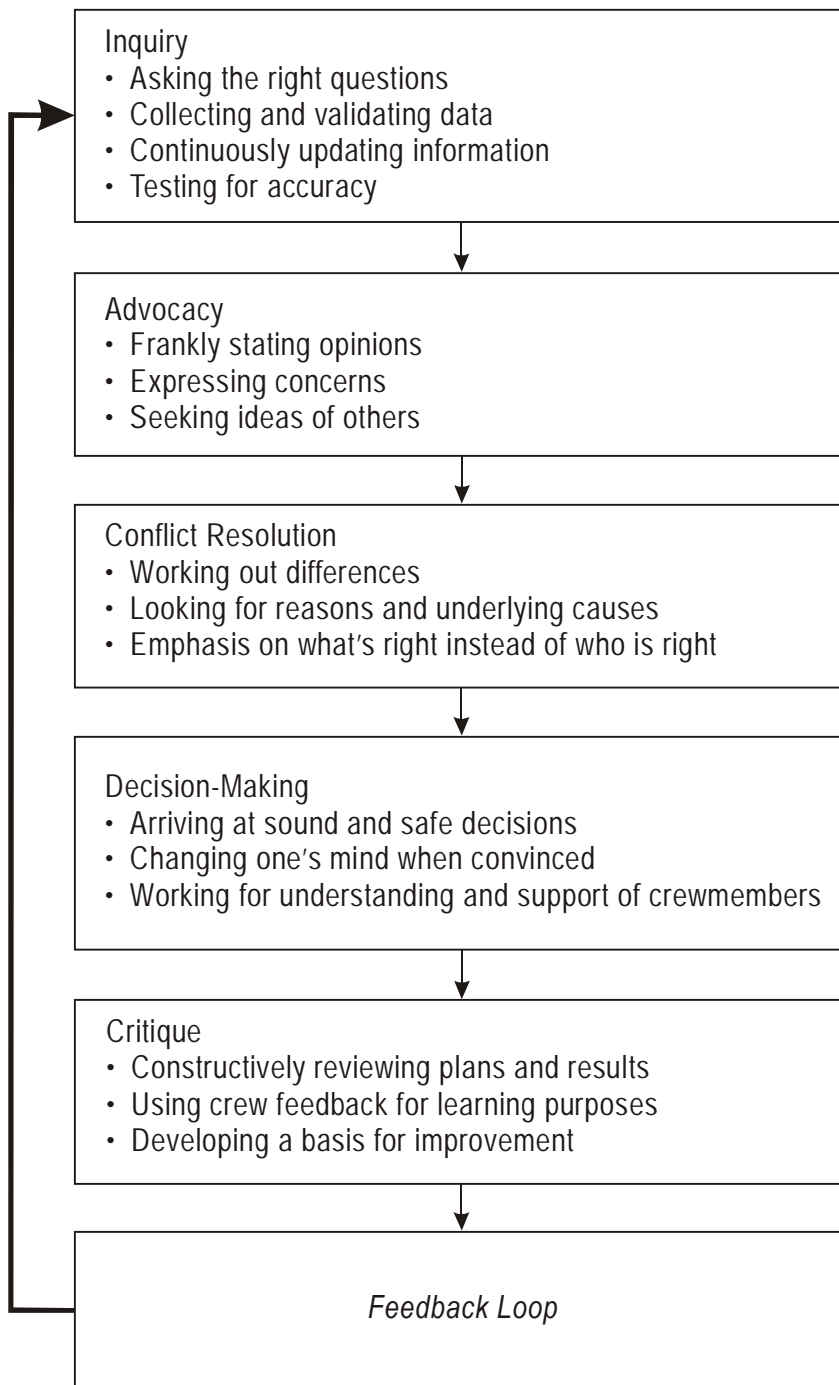 Inquiry
• Asking the right questions
• Collecting and validating data
• Continuously updating information
• Testing for accuracy
Advocacy
• Frankly stating opinions
• Expressing concerns
• Seeking ideas of others
Conflict Resolution
• Working out differences
• Looking for reasons and underlying causes
• Emphasis on what's right instead of who is right
Decision-Making
• Arriving at sound and safe decisions
• Changing one's mind when convinced
• Working for understanding and support of crewmembers
Critique
• Constructively reviewing plans and results
• Using crew feedback for learning purposes
• Developing a basis for improvement
Feedback Loop